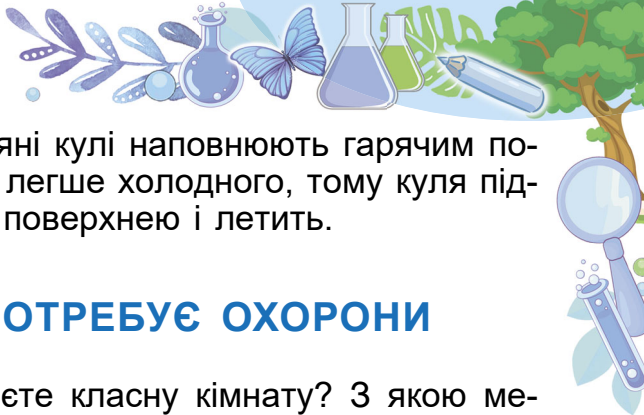 яні кулі наповнюють гарячим по-
легше холодного, тому куля під-
поверхнею і летить.
ОТРЕБУЄ ОХОРОНИ
єте класну кімнату? З якою ме-